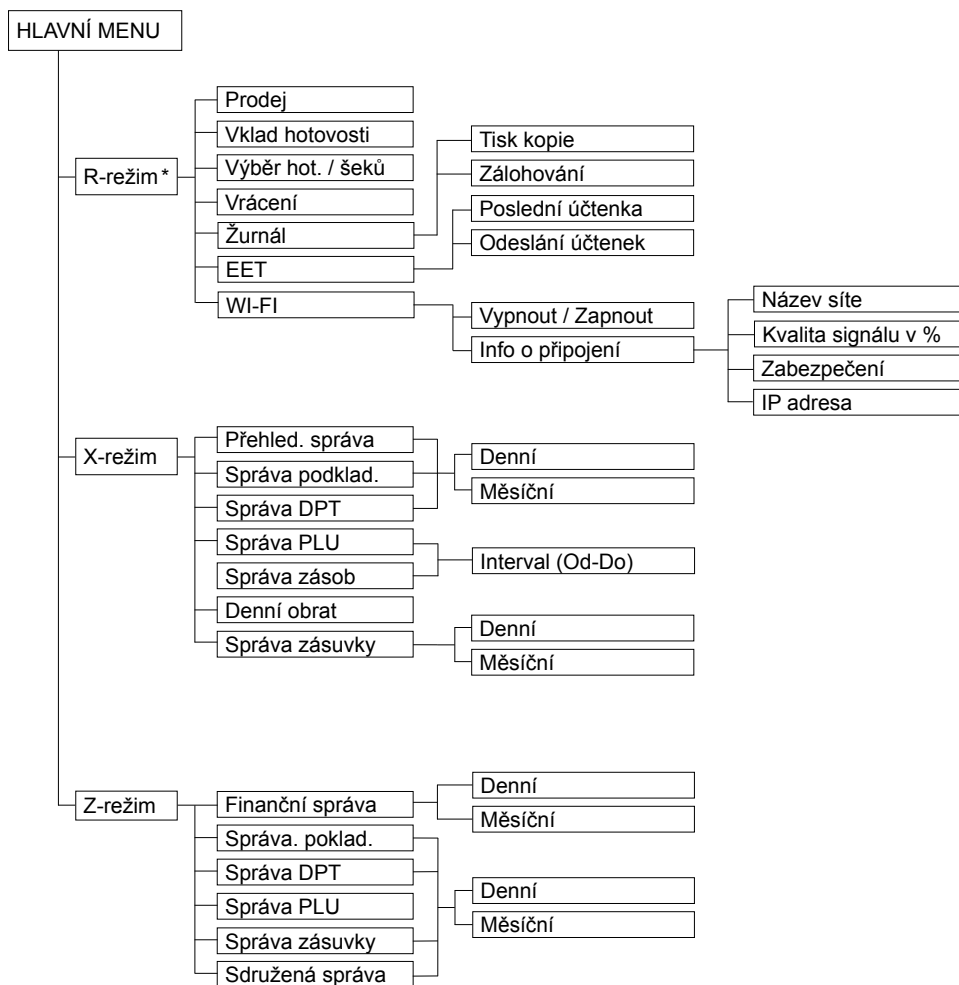 HLAVNÍ MENU
R-režim*
Prodej
Vklad hotovosti
Výběr hot. / šeků
Vrácení
Žurnál
Tisk kopie
Zálohování
EET
Poslední účtenka
Odeslání účtenek
WI-FI
Vypnout / Zapnout
Info o připojení
Název síte
Kvalita signálu v %
Zabezpečení
IP adresa
X-režim
Přehled. správa
Správa podklad.
Správa DPT
Denní
Měsíční
Správa PLU
Správa zásob
Interval (Od-Do)
Denní obrat
Správa zásuvky
Denní
Měsíční
Z-režim
Finanční správa
Denní
Měsíční
Správa. poklad.
Správa DPT
Správa PLU
Správa zásuvky
Sdružená správa
Denní
Měsíční